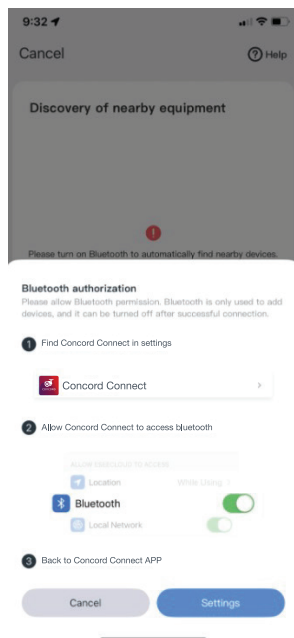 9:32
Cancel
Help
Discovery of nearby equipment
Please turn on Bluetooth to automatically find nearby devices.
Bluetooth authorization
Please allow Bluetooth permission. Bluetooth is only used to add
devices, and it can be turned off after successful connection.
1 Find Concord Connect in settings
Concord Connect
2 Allow Concord Connect to access bluetooth
ALLOW
TO ACCESS
Location While Using
Bluetooth
Local Network
3 Back to Concord Connect APP
Cancel Settings